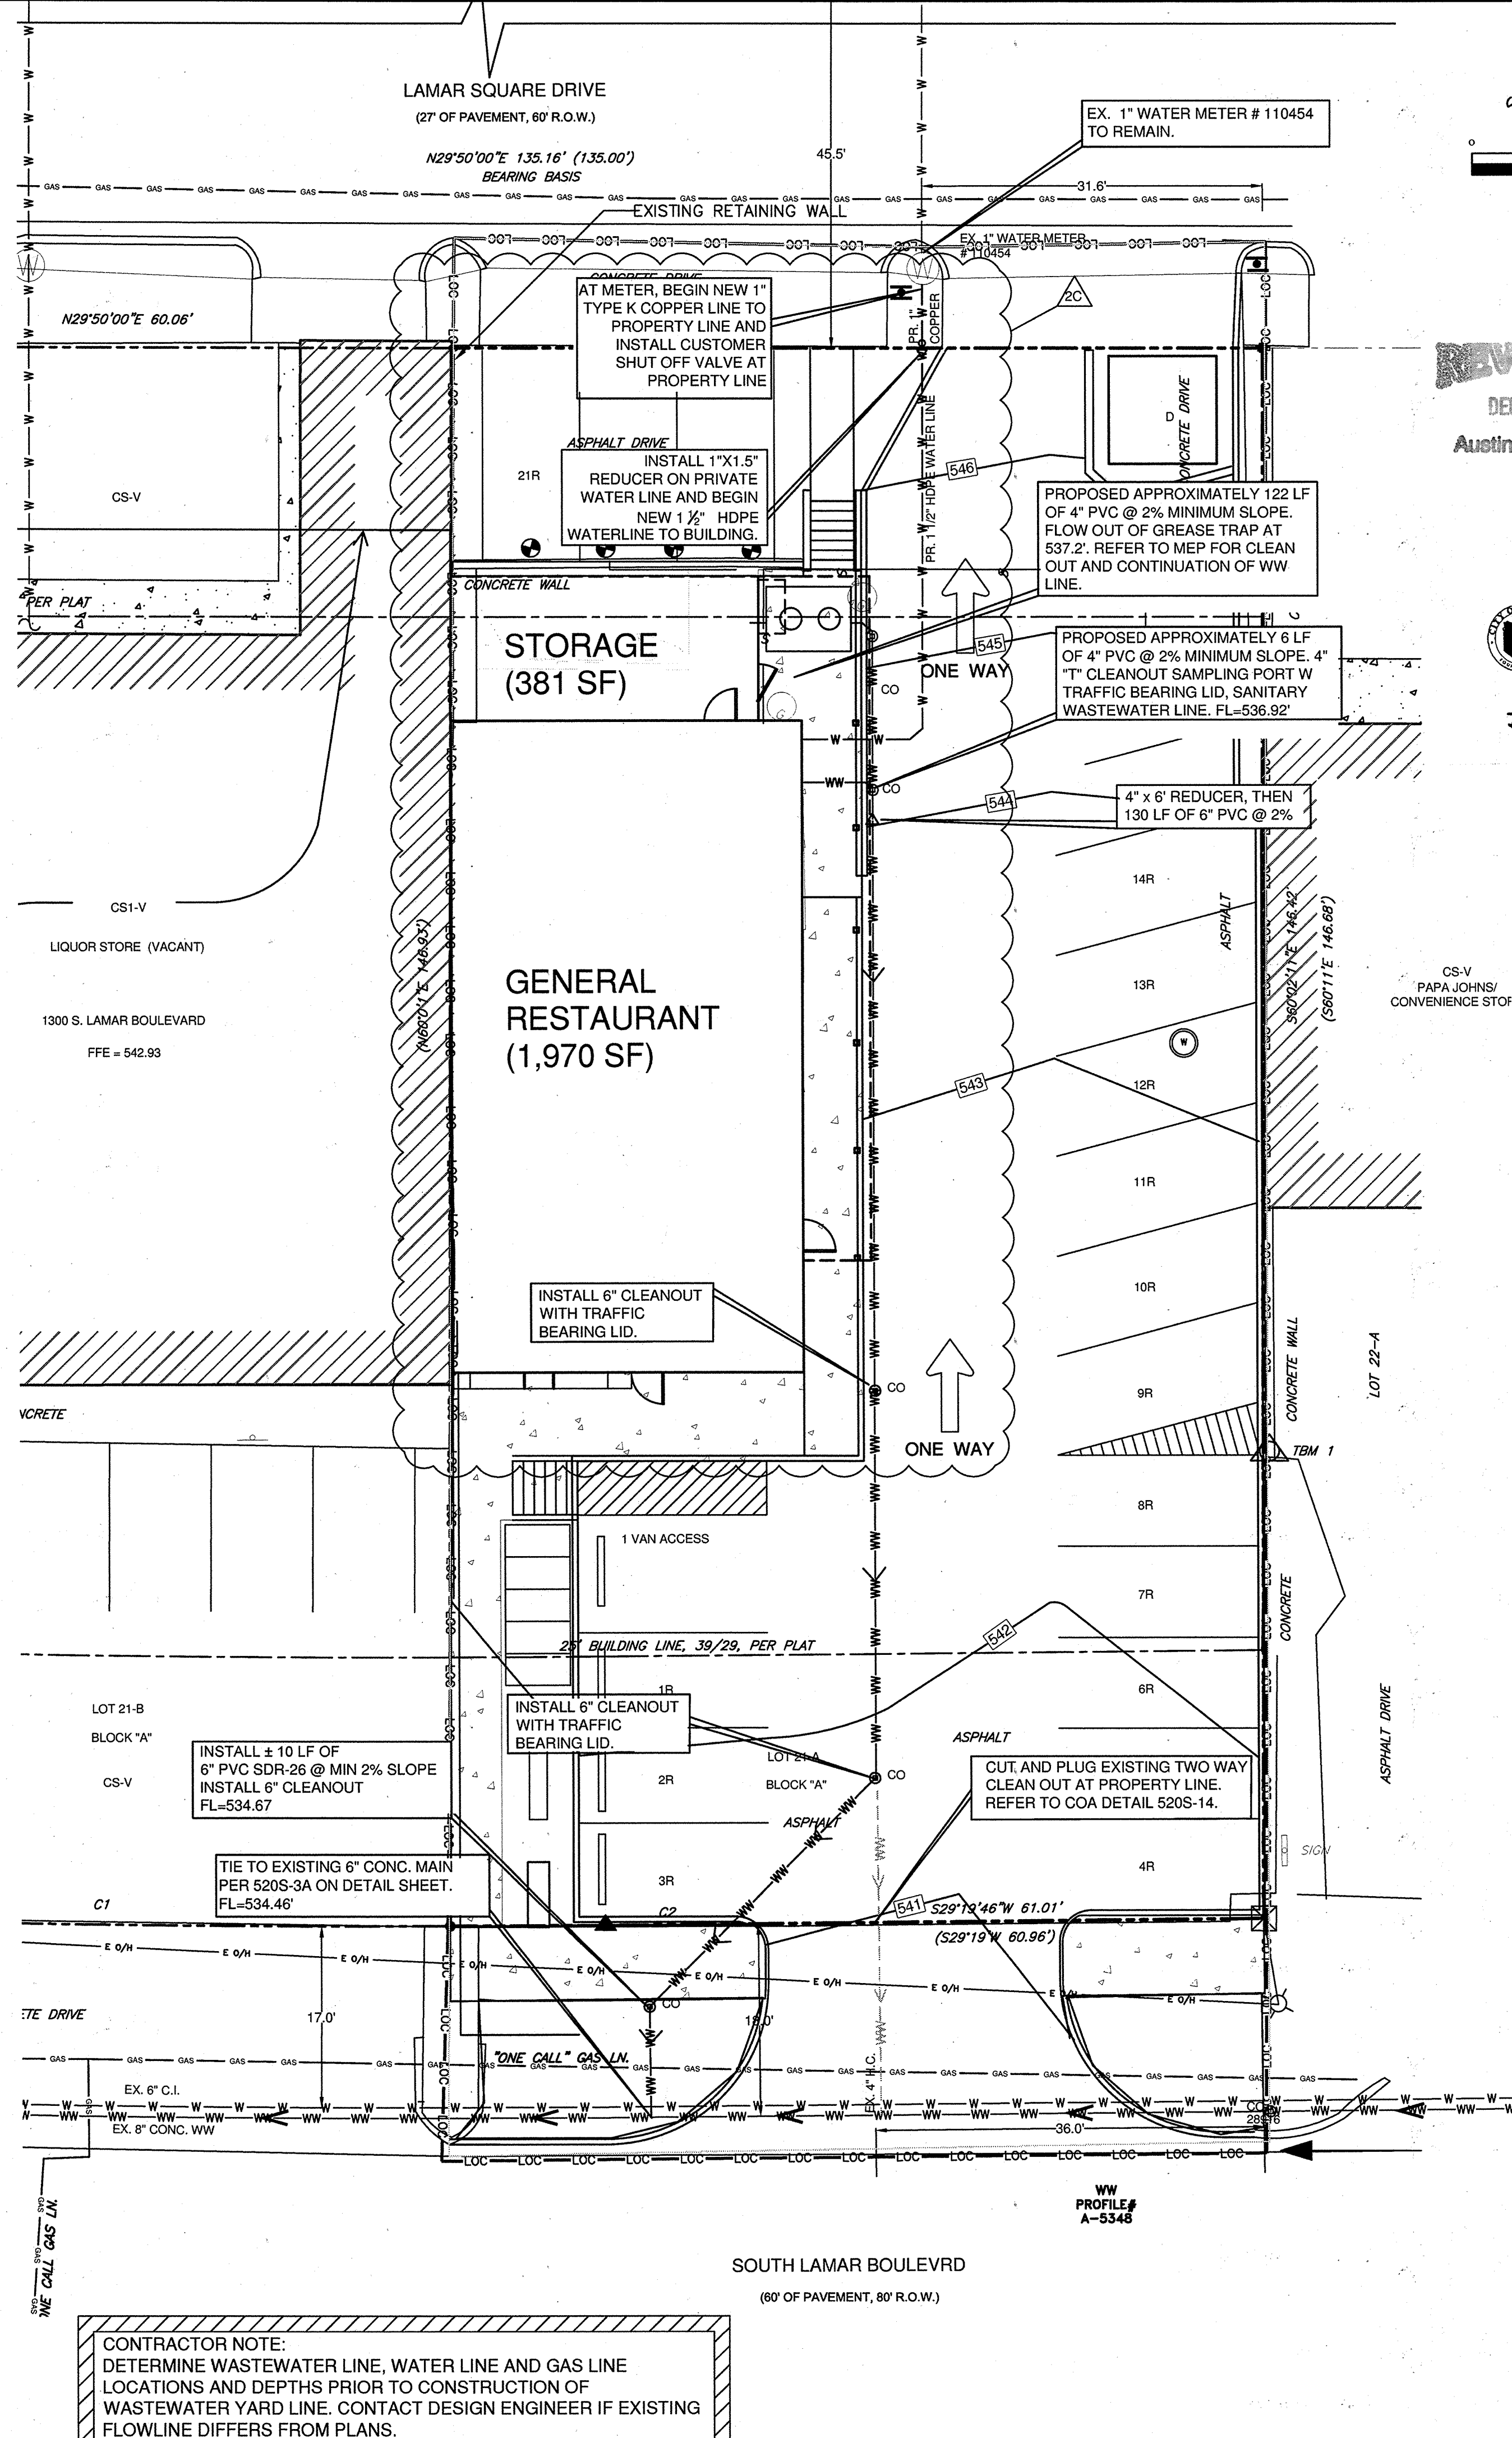 LAMAR SQUARE DRIVE
(27' OF PAVEMENT, 60' R.O.W.)
N29°50'00"E 135.16' (135.00')
BEARING BASIS
45.5'
EX. 1" WATER METER # 110454
TO REMAIN.
31.6'
EXISTING RETAINING WALL
EX. 1" WATER METER
# 110454
CONCRETE DRIVE
2C
AT METER, BEGIN NEW 1"
TYPE K COPPER LINE TO
PROPERTY LINE AND
INSTALL CUSTOMER
SHUT OFF VALVE AT
PROPERTY LINE
PR. 1"
COPPER
N29°50'00"E 60.06'
ASPHALT DRIVE
21R
CS-V
INSTALL 1"X1.5"
REDUCER ON PRIVATE
WATER LINE AND BEGIN
NEW 1 ½" HDPE
WATERLINE TO BUILDING.
PR. 1 1/2" HDPE WATER LINE
D
CONCRETE DRIVE
Austin
546
PROPOSED APPROXIMATELY 122 LF
OF 4" PVC @ 2% MINIMUM SLOPE.
FLOW OUT OF GREASE TRAP AT
537.2'. REFER TO MEP FOR CLEAN
OUT AND CONTINUATION OF WW
LINE.
CONCRETE WALL
PER PLAT
STORAGE
(381 SF)
545
ONE WAY
CO
PROPOSED APPROXIMATELY 6 LF
OF 4" PVC @ 2% MINIMUM SLOPE. 4"
"T" CLEANOUT SAMPLING PORT W
TRAFFIC BEARING LID, SANITARY
WASTEWATER LINE. FL=536.92'
CO
544
4" x 6' REDUCER, THEN
130 LF OF 6" PVC @ 2%
14R
CS1-V
LIQUOR STORE (VACANT)
1300 S. LAMAR BOULEVARD
FFE = 542.93
(N60°0'1"E 146.93')
GENERAL
RESTAURANT
(1,970 SF)
ASPHALT
13R
S60°02'11"E 146.42'
(S60°11'E 146.68')
CS-V
PAPA JOHNS/
CONVENIENCE STOR
W
543
12R
11R
10R
INSTALL 6" CLEANOUT
WITH TRAFFIC
BEARING LID.
CO
ONE WAY
9R
CONCRETE WALL
LOT 22-A
TBM 1
NCRETE
8R
1 VAN ACCESS
7R
CONCRETE
542
25' BUILDING LINE, 39/29, PER PLAT
1R
6R
INSTALL 6" CLEANOUT
WITH TRAFFIC
BEARING LID.
LOT 21-B
BLOCK "A"
CS-V
ASPHALT
ASPHALT DRIVE
INSTALL ± 10 LF OF
6" PVC SDR-26 @ MIN 2% SLOPE
INSTALL 6" CLEANOUT
FL=534.67
LOT 21-A
BLOCK "A"
2R
CO
ASPHALT
CUT AND PLUG EXISTING TWO WAY
CLEAN OUT AT PROPERTY LINE.
REFER TO COA DETAIL 520S-14.
SIGN
TIE TO EXISTING 6" CONC. MAIN
PER 520S-3A ON DETAIL SHEET.
FL=534.46'
3R
4R
C1
C2
541
S29°19'46"W 61.01'
(S29°19'W 60.96')
E O/H E O/H E O/H E O/H E O/H E O/H E O/H E O/H
CO
TE DRIVE
17.0'
18.0'
"ONE CALL" GAS LN.
EX. 4" H.C.
EX. 6" C.I.
EX. 8" CONC. WW
36.0'
WW
PROFILE#
A-5348
NE CALL GAS LN.
SOUTH LAMAR BOULEVRD
(60' OF PAVEMENT, 80' R.O.W.)
CONTRACTOR NOTE:
DETERMINE WASTEWATER LINE, WATER LINE AND GAS LINE
LOCATIONS AND DEPTHS PRIOR TO CONSTRUCTION OF
WASTEWATER YARD LINE. CONTACT DESIGN ENGINEER IF EXISTING
FLOWLINE DIFFERS FROM PLANS.